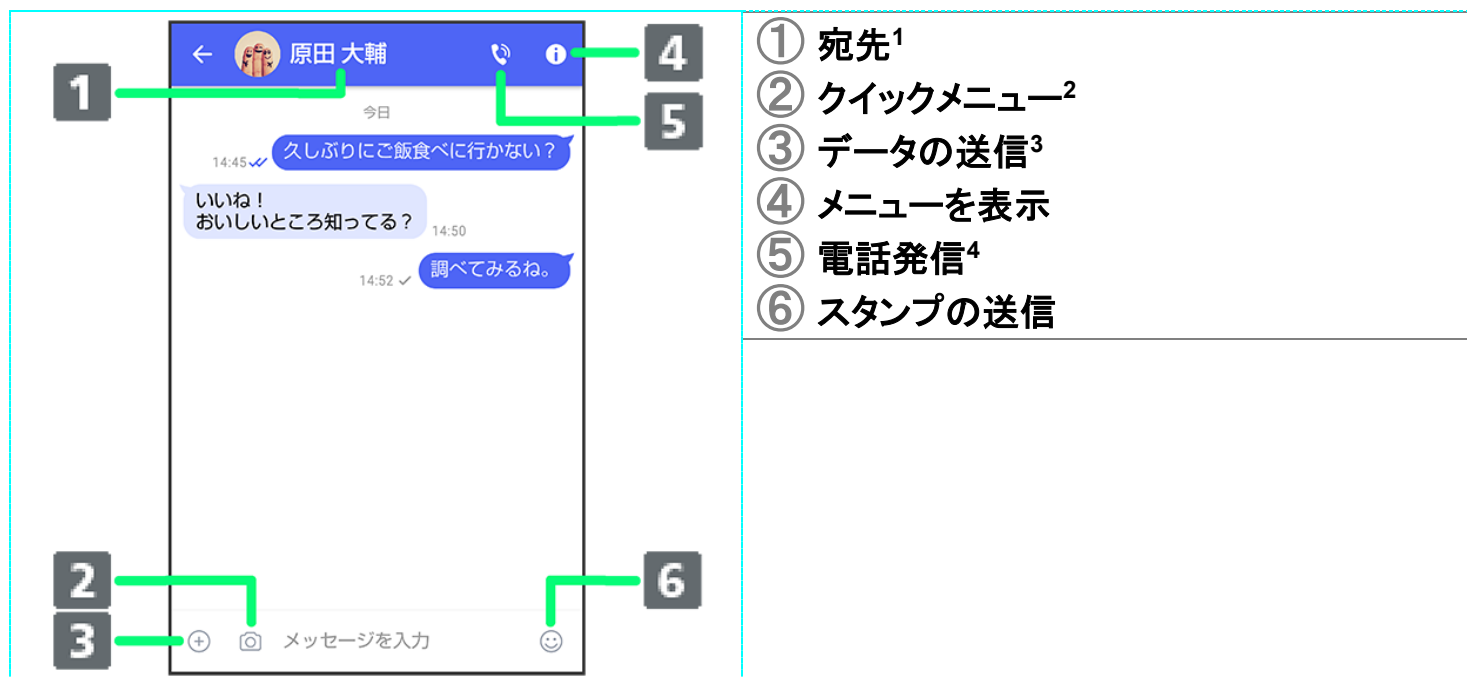 原田 大輔
今日
久しぶりにご飯食べに行かない？
14:45
いいね！
おいしいところ知ってる？
14:50
調べてみるね。
14:52
メッセージを入力
1
2
3
4
5
6
① 宛先1
② クイックメニュー2
③ データの送信3
④ メニューを表示
⑤ 電話発信4
⑥ スタンプの送信